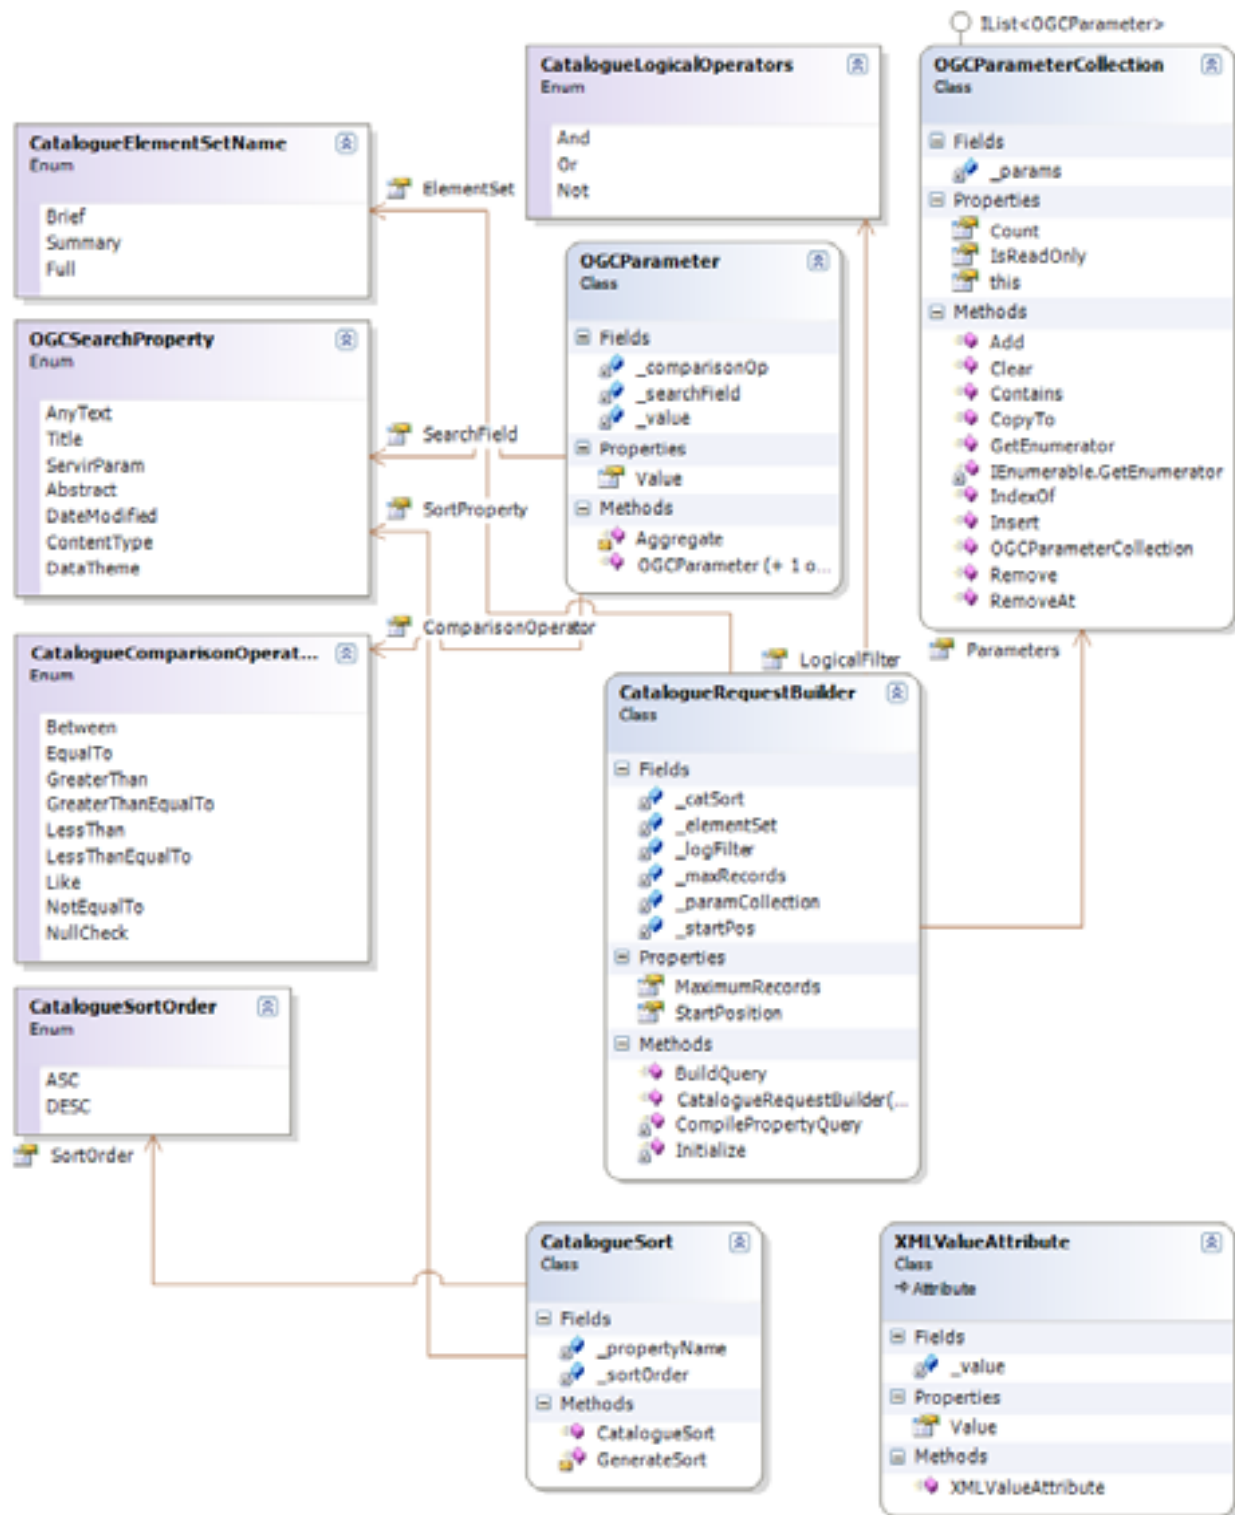 IList<OGCParameter>
CatalogueLogicalOperators
Enum
And
Or
Not
OGCParameterCollection
Class
Fields
_params
Properties
Count
IsReadOnly
this
Methods
Add
Clear
Contains
CopyTo
GetEnumerator
IEnumerable.GetEnumerator
IndexOf
Insert
OGCParameterCollection
Remove
RemoveAt
Parameters
CatalogueElementSetName
Enum
Brief
Summary
Full
ElementSet
OGCParameter
Class
Fields
_comparisonOp
_searchField
_value
Properties
Value
Methods
Aggregate
OGCParameter (+ 1 o...
OGCSearchProperty
Enum
AnyText
Title
ServirParam
Abstract
DateModified
ContentType
DataTheme
SearchField
SortProperty
ComparisonOperator
CatalogueComparisonOperat...
Enum
Between
EqualTo
GreaterThan
GreaterThanEqualTo
LessThan
LessThanEqualTo
Like
NotEqualTo
NullCheck
LogicalFilter
CatalogueRequestBuilder
Class
Fields
_catSort
_elementSet
_logFilter
_maxRecords
_paramCollection
_startPos
Properties
MaximumRecords
StartPosition
Methods
BuildQuery
CatalogueRequestBuilder(...
CompilePropertyQuery
Initialize
CatalogueSortOrder
Enum
ASC
DESC
SortOrder
CatalogueSort
Class
Fields
_propertyName
_sortOrder
Methods
CatalogueSort
GenerateSort
XMLValueAttribute
Class
Attribute
Fields
_value
Properties
Value
Methods
XMLValueAttribute